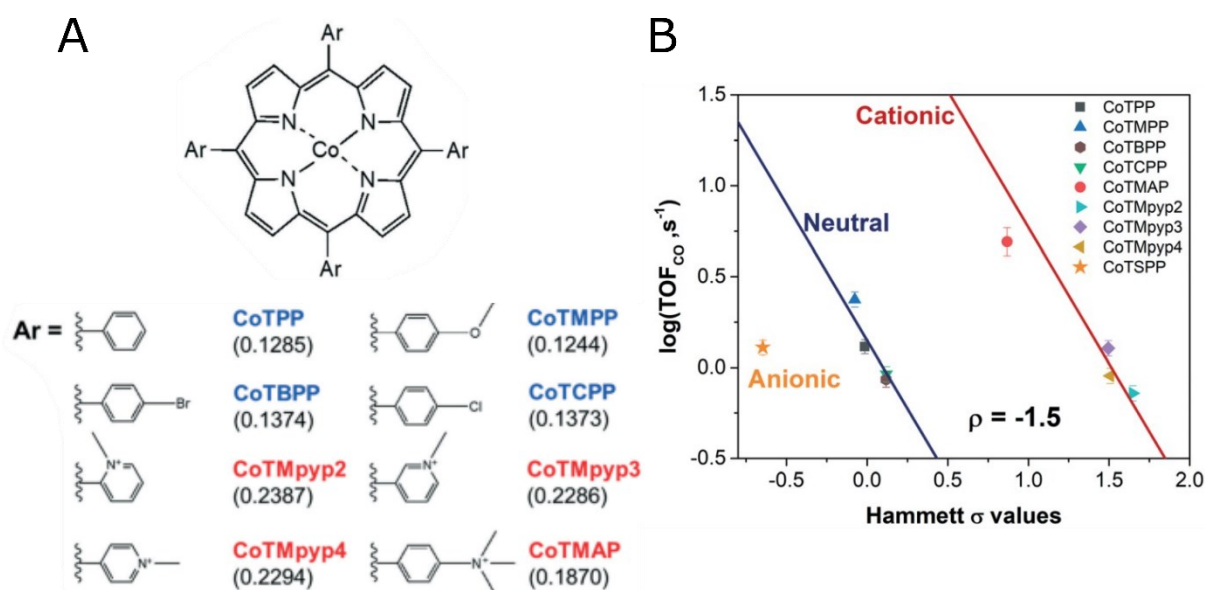 A
Ar
N
N
Ar
Co
Ar
N
N
Ar
Ar =
CoTPP
(0.1285)
O
CoTMPP
(0.1244)
Br
CoTBPP
(0.1374)
Cl
CoTCPP
(0.1373)
N⁺
CoTMpyp2
(0.2387)
N⁺
CoTMpyp3
(0.2286)
N⁺
CoTMpyp4
(0.2294)
N⁺
CoTMAP
(0.1870)
B
log(TOF_CO ,s⁻¹)
1.5
1.0
0.5
0.0
-0.5
-0.5 0.0 0.5 1.0 1.5 2.0
Hammett σ values
Neutral
Cationic
Anionic
ρ = -1.5
CoTPP
CoTMPP
CoTBPP
CoTCPP
CoTMAP
CoTMpyp2
CoTMpyp3
CoTMpyp4
CoTSPP